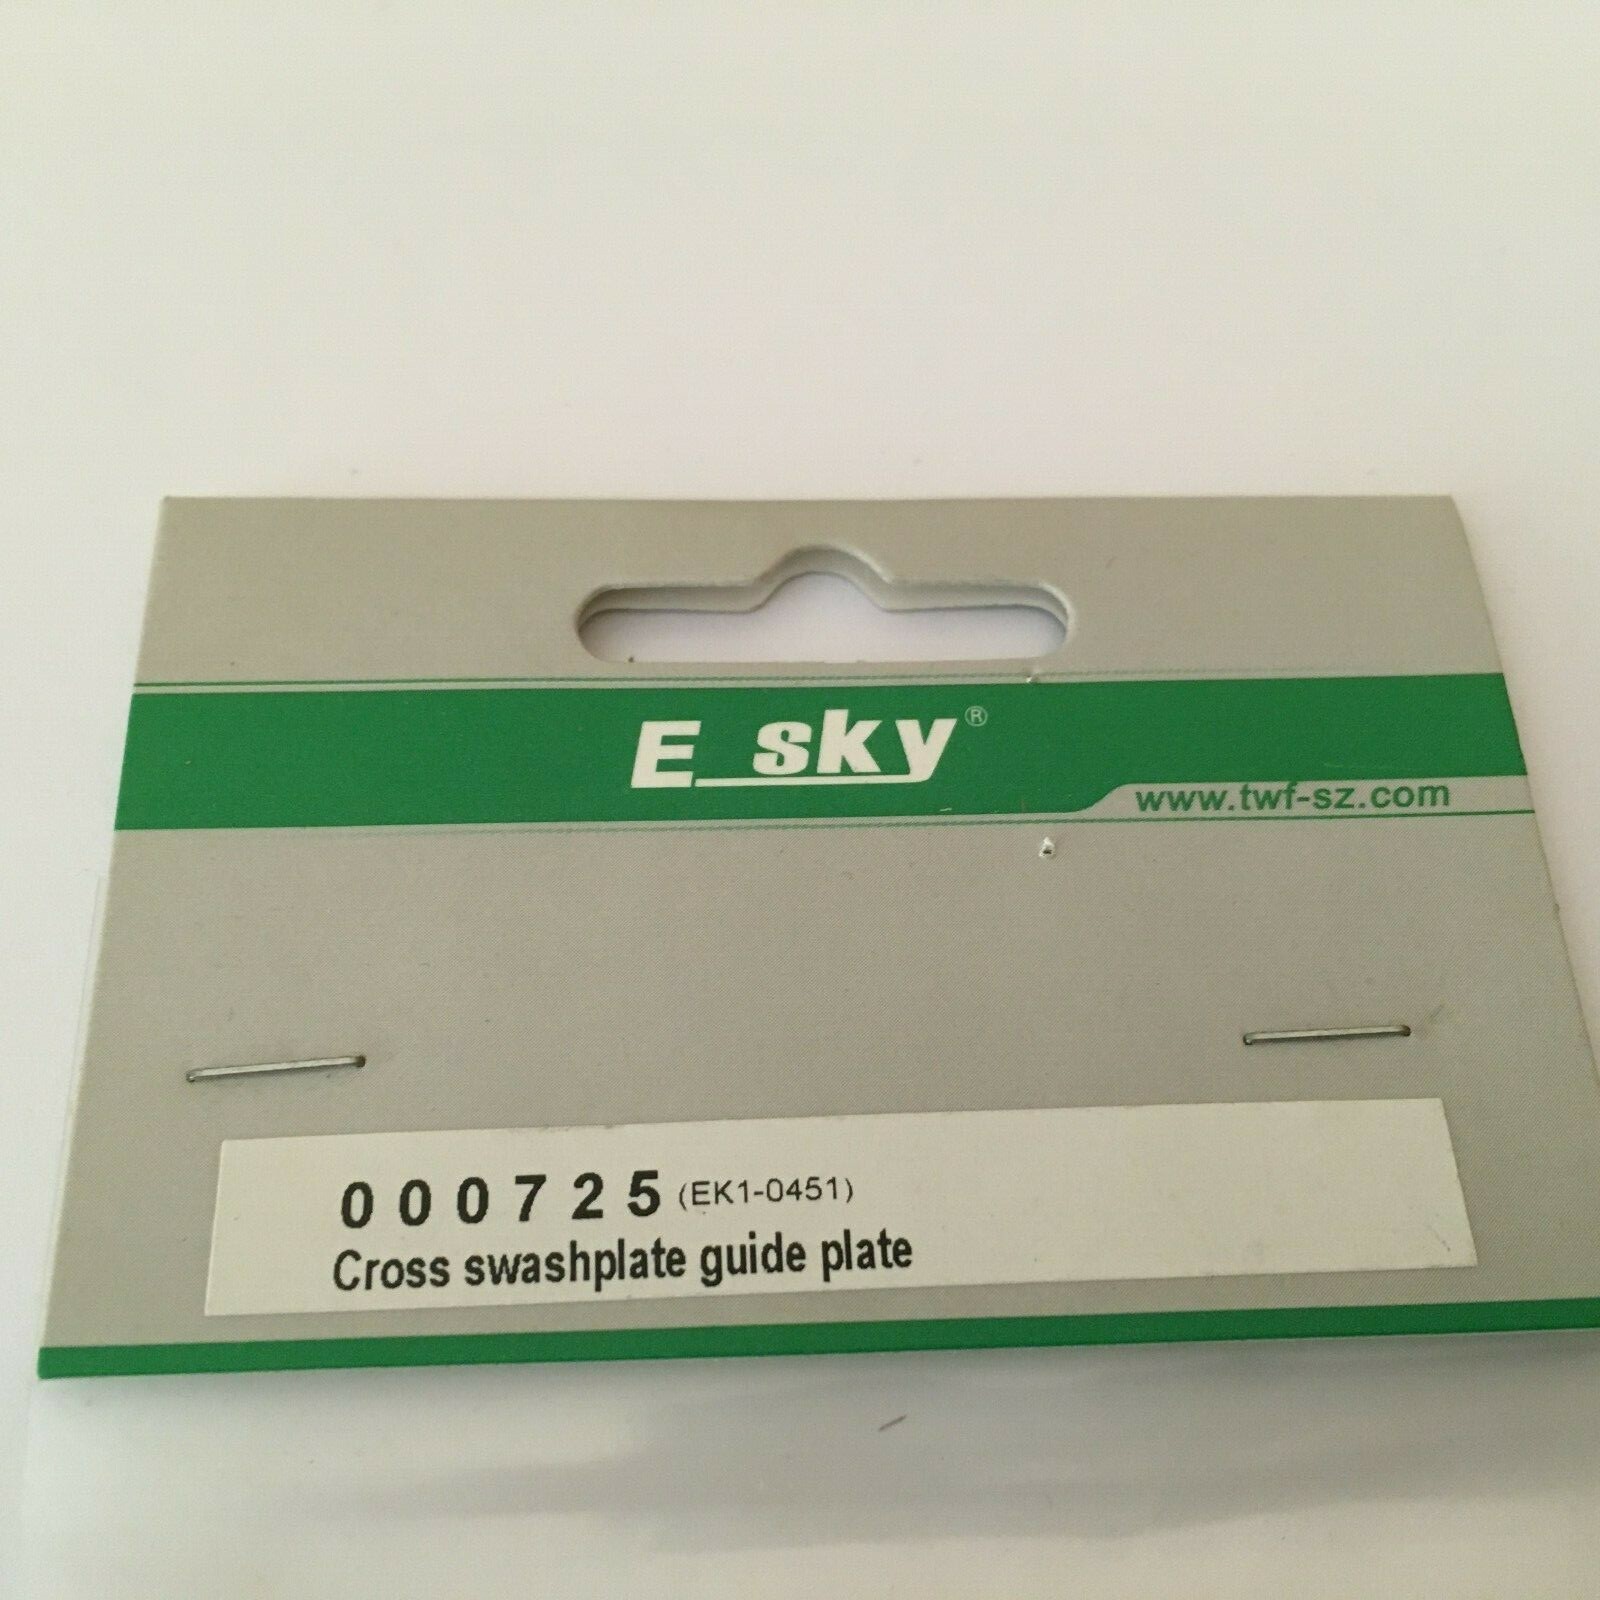 E_sky®
www.twf-sz.com
000725 (EK1-0451)
Cross swashplate guide plate